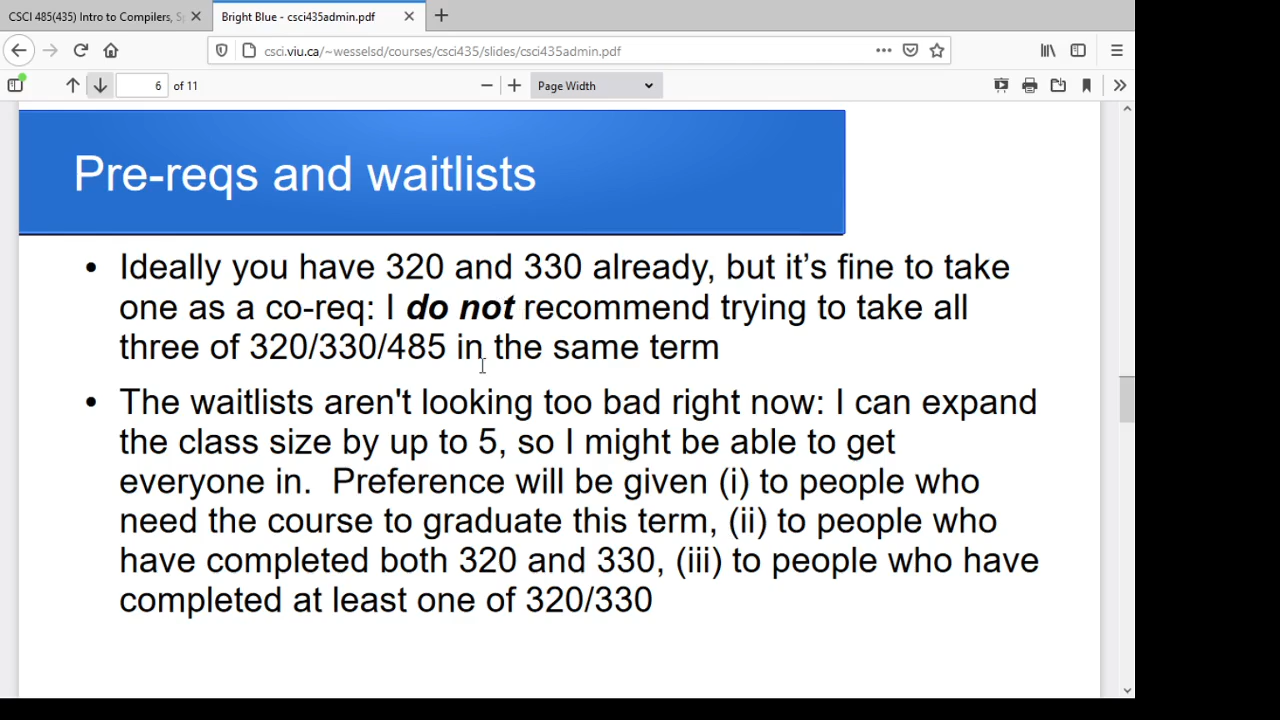 CSCI 485(435) Intro to Compilers, Sp
Bright Blue - csci435admin.pdf
csci.viu.ca/~wesselsd/courses/csci435/slides/csci435admin.pdf
6 of 11
Page Width
Pre-reqs and waitlists
• Ideally you have 320 and 330 already, but it's fine to take
one as a co-req: I do not recommend trying to take all
three of 320/330/485 in the same term
• The waitlists aren't looking too bad right now: I can expand
the class size by up to 5, so I might be able to get
everyone in.  Preference will be given (i) to people who
need the course to graduate this term, (ii) to people who
have completed both 320 and 330, (iii) to people who have
completed at least one of 320/330